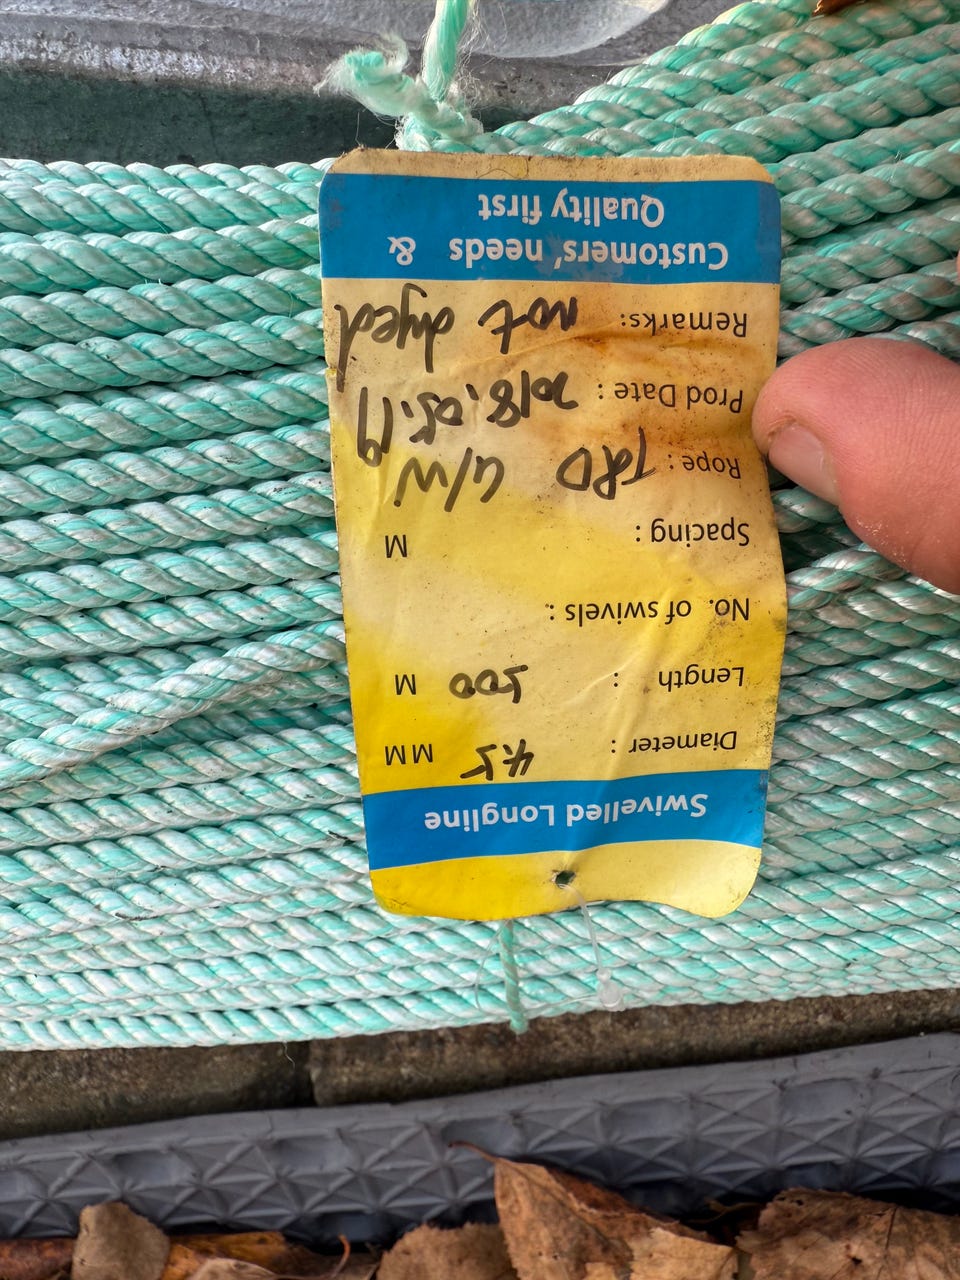 Swivelled Longline
Diameter : 4.5 MM
Length : 500 M
No. of swivels :
Spacing : M
Rope : G/W
Prod Date : 2018.05.19
Remarks: not dyed
Customers' needs &
Quality first